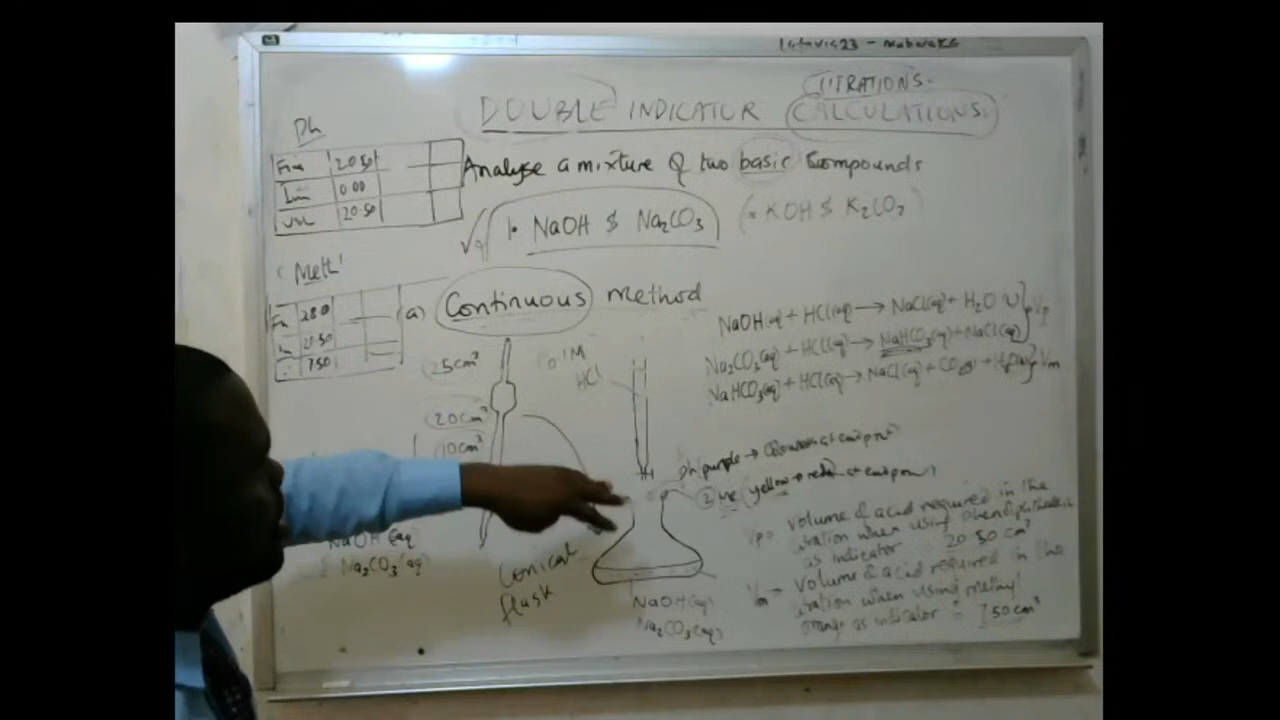 DOUBLE INDICATOR TITRATIONS.
CALCULATIONS.
Ph
Fin 20.50
Ini 0.00
Vol 20.50
Analyse a mixture of two basic Compounds
1. NaOH & Na₂CO₃ (= KOH & K₂CO₃)
Meth
Fin 28.0
In 20.50
7.50
(a) Continuous method
25cm³
20cm³
10cm³
0.1M
HCl
NaOH(aq) + HCl(aq) → NaCl(aq) + H₂O(l) } Vp
Na₂CO₃(aq) + HCl(aq) → NaHCO₃(aq) + NaCl(aq)
NaHCO₃(aq) + HCl(aq) → NaCl(aq) + CO₂(g) + H₂O(l) } Vm
ph purple → Colourless at endpoint
② Me yellow → red at endpoint
NaOH (aq)
Na₂CO₃ (aq)
Conical
flask
NaOH(aq)
Na₂CO₃(aq)
Vp = volume of acid required in the
titration when using phenolphthalein
as indicator 20.50 cm³
Vm = volume of acid required in the
titration when using methyl
orange as indicator = 7.50cm³